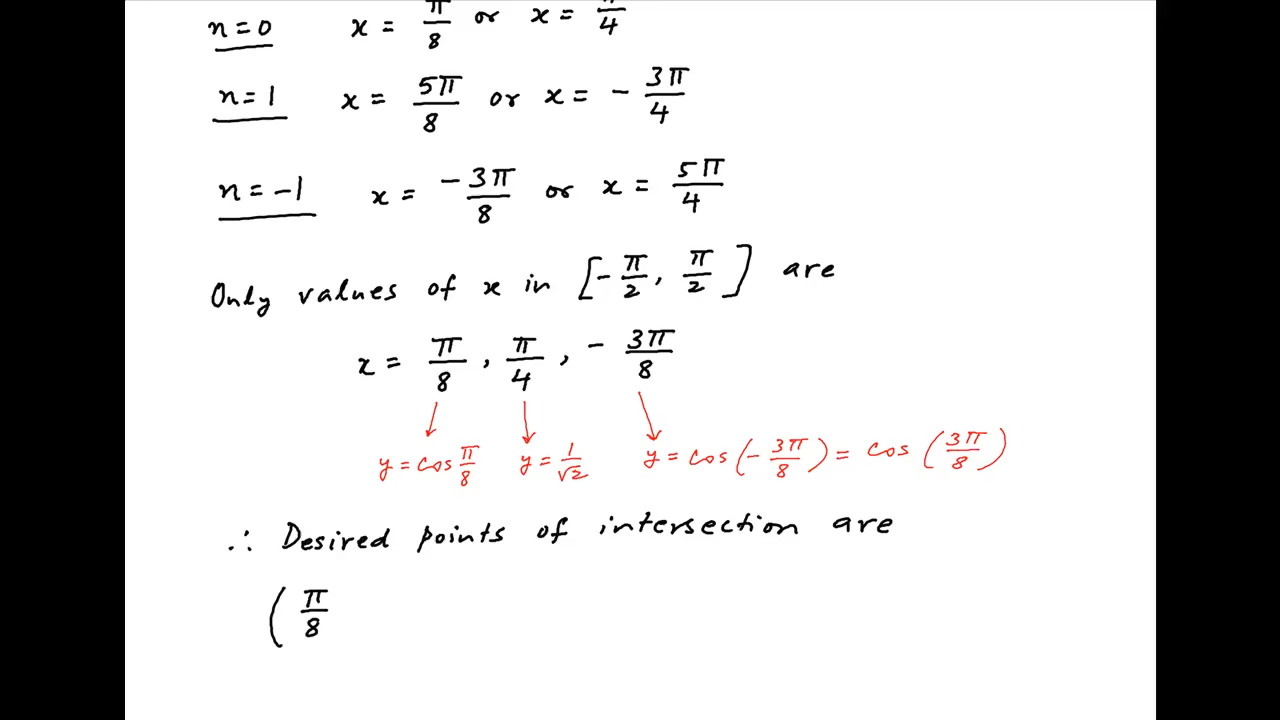 n = 0 x = π/8 or x = π/4
n = 1 x = 5π/8 or x = - 3π/4
n = -1 x = -3π/8 or x = 5π/4
Only values of x in [-π/2, π/2] are
x = π/8, π/4, - 3π/8
y = cos π/8 y = 1/√2 y = cos(- 3π/8) = cos (3π/8)
∴ Desired points of intersection are
( π/8